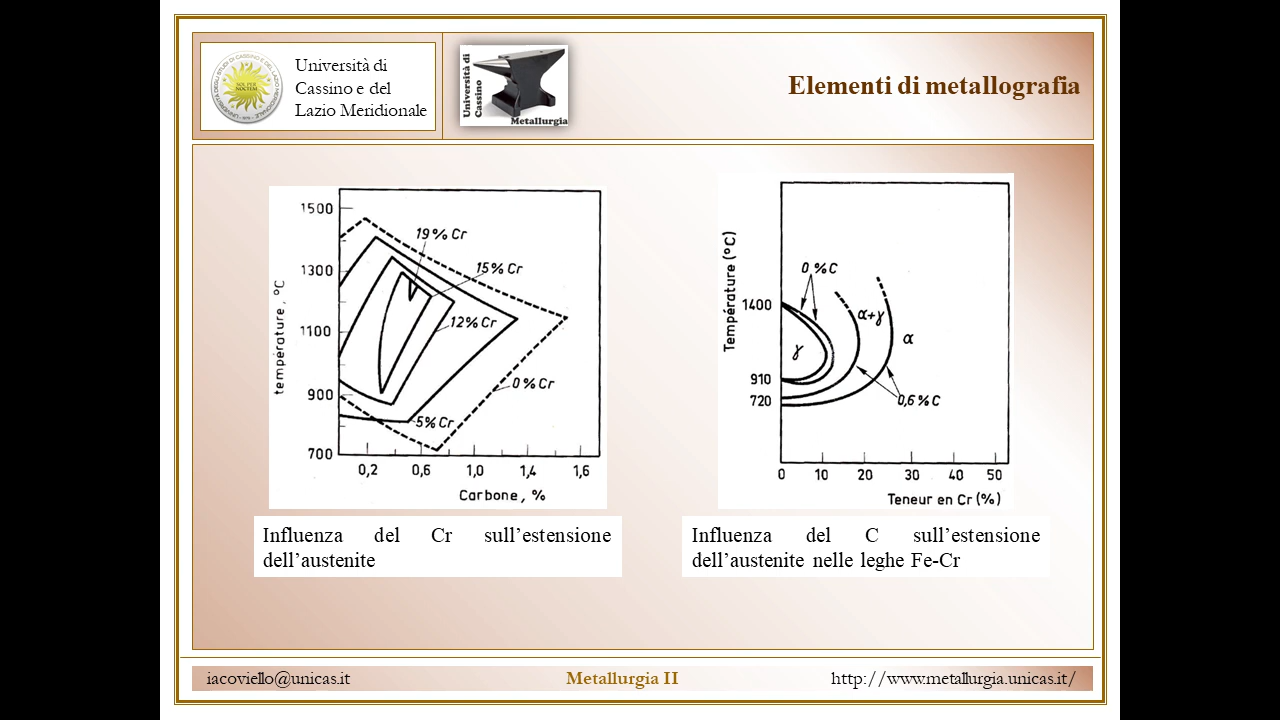 Università di
Cassino e del
Lazio Meridionale
Università di
Cassino
Metallurgia
Elementi di metallografia
température, °C
1500
1300
1100
900
700
19% Cr
15% Cr
12% Cr
0% Cr
5% Cr
0,2 0,6 1,0 1,4 1,6
Carbone, %
Température (°C)
1400
910
720
0 % C
α+γ
α
γ
0,6 % C
0 10 20 30 40 50
Teneur en Cr (%)
Influenza del Cr sull’estensione
dell’austenite
Influenza del C sull’estensione
dell’austenite nelle leghe Fe-Cr
iacoviello@unicas.it
Metallurgia II
http://www.metallurgia.unicas.it/